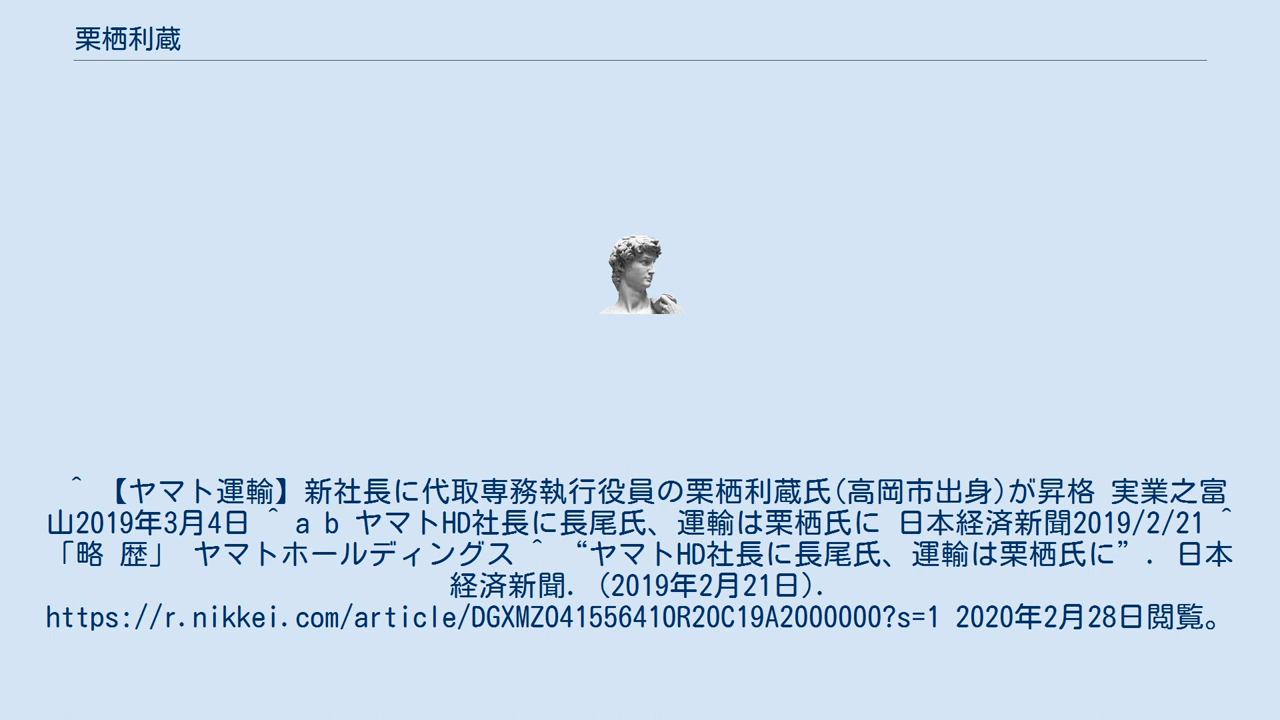 栗栖利蔵
^ 【ヤマト運輸】新社長に代取専務執行役員の栗栖利蔵氏(高岡市出身)が昇格 実業之富
山2019年3月4日 ^ a b ヤマトHD社長に長尾氏、運輸は栗栖氏に 日本経済新聞2019/2/21 ^
「略 歴」 ヤマトホールディングス ^ “ヤマトHD社長に長尾氏、運輸は栗栖氏に”. 日本
経済新聞. (2019年2月21日).
https://r.nikkei.com/article/DGXMZO41556410R20C19A2000000?s=1 2020年2月28日閲覧。